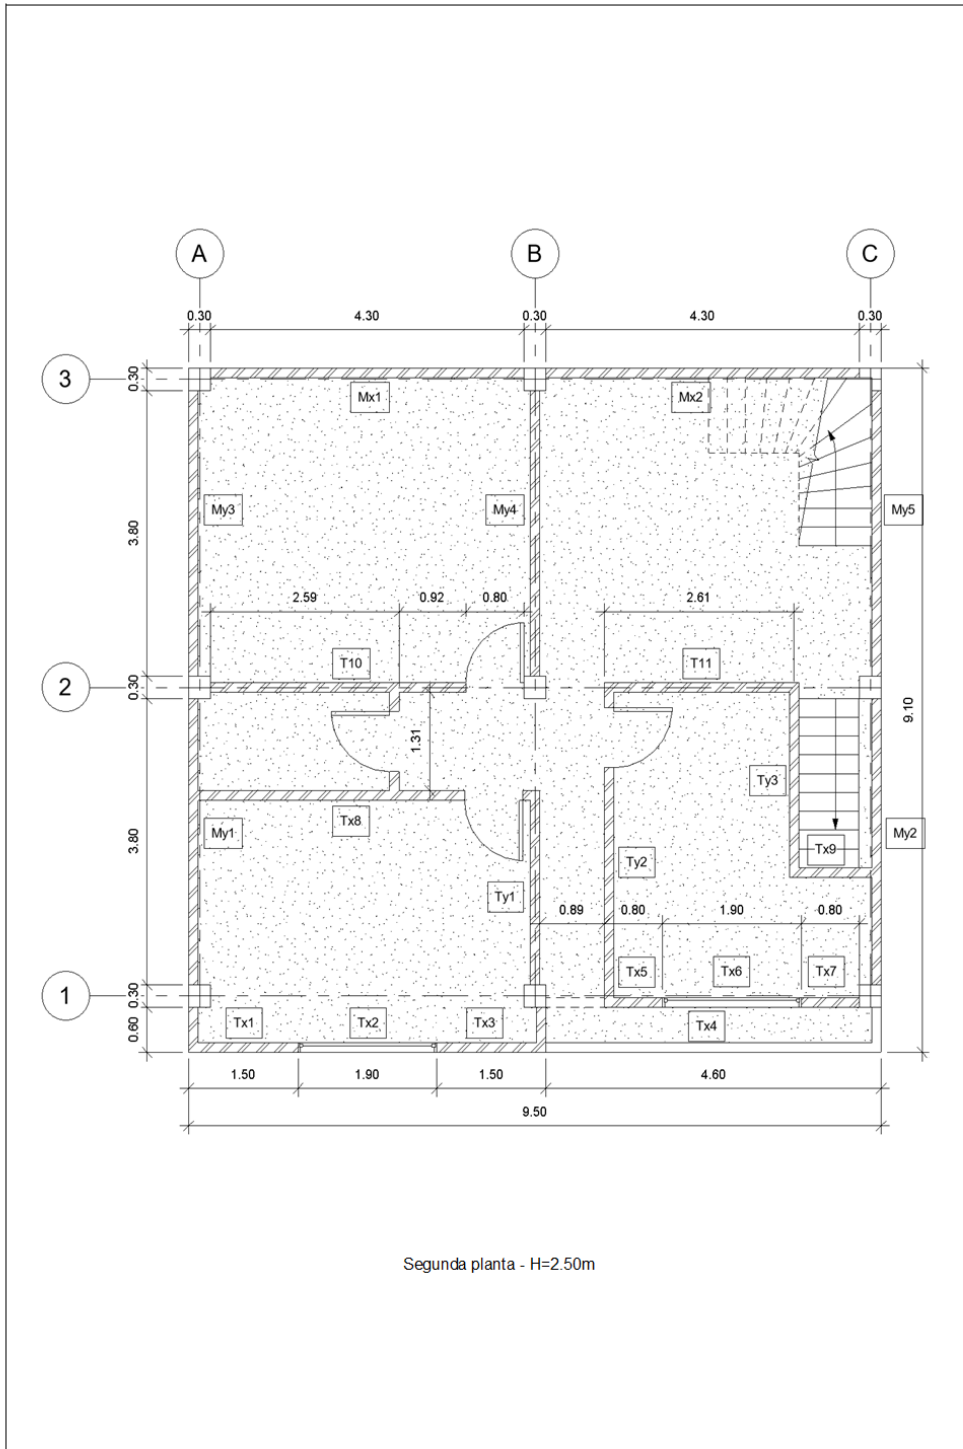 A B C
0.30 4.30 0.30 4.30 0.30
3
0.30
Mx1 Mx2
My3 My4 My5
3.80
2.59 0.92 0.80 2.61
T10 T11
2
0.30
9.10
1.31
Ty3
Tx8
My1 My2
3.80
Tx9
Ty2
Ty1
0.89 0.80 1.90 0.80
Tx5 Tx6 Tx7
1
0.30
Tx1 Tx2 Tx3 Tx4
0.60
1.50 1.90 1.50 4.60
9.50
Segunda planta - H=2.50m